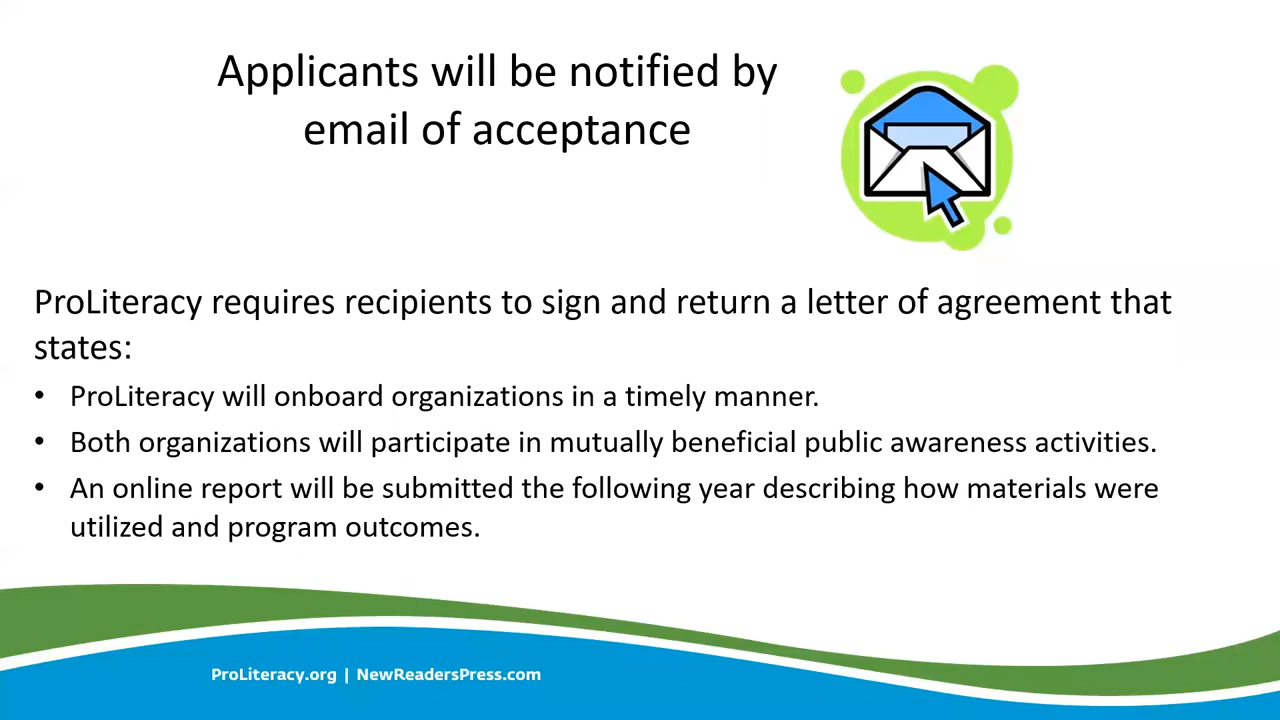 Applicants will be notified by
email of acceptance
ProLiteracy requires recipients to sign and return a letter of agreement that
states:
• ProLiteracy will onboard organizations in a timely manner.
• Both organizations will participate in mutually beneficial public awareness activities.
• An online report will be submitted the following year describing how materials were
utilized and program outcomes.
ProLiteracy.org | NewReadersPress.com